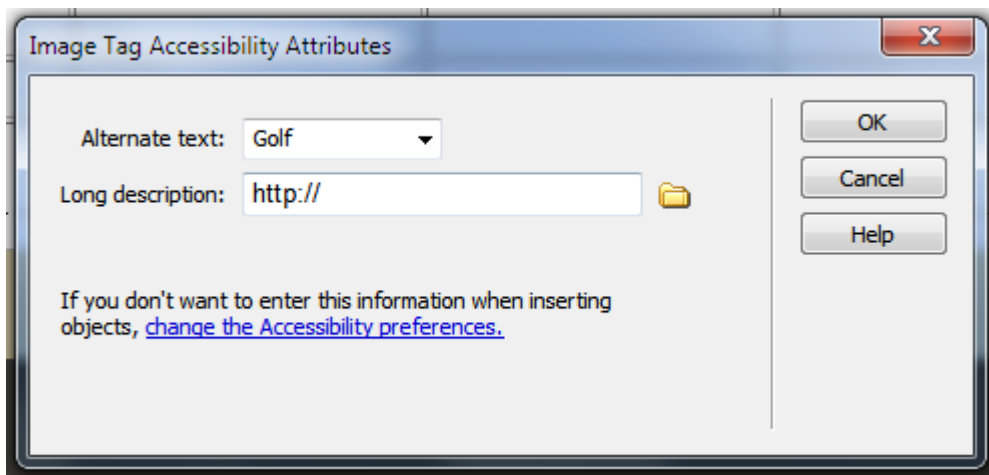 Image Tag Accessibility Attributes
Alternate text: Golf
OK
Long description: http://
Cancel
Help
If you don't want to enter this information when inserting
objects, change the Accessibility preferences.